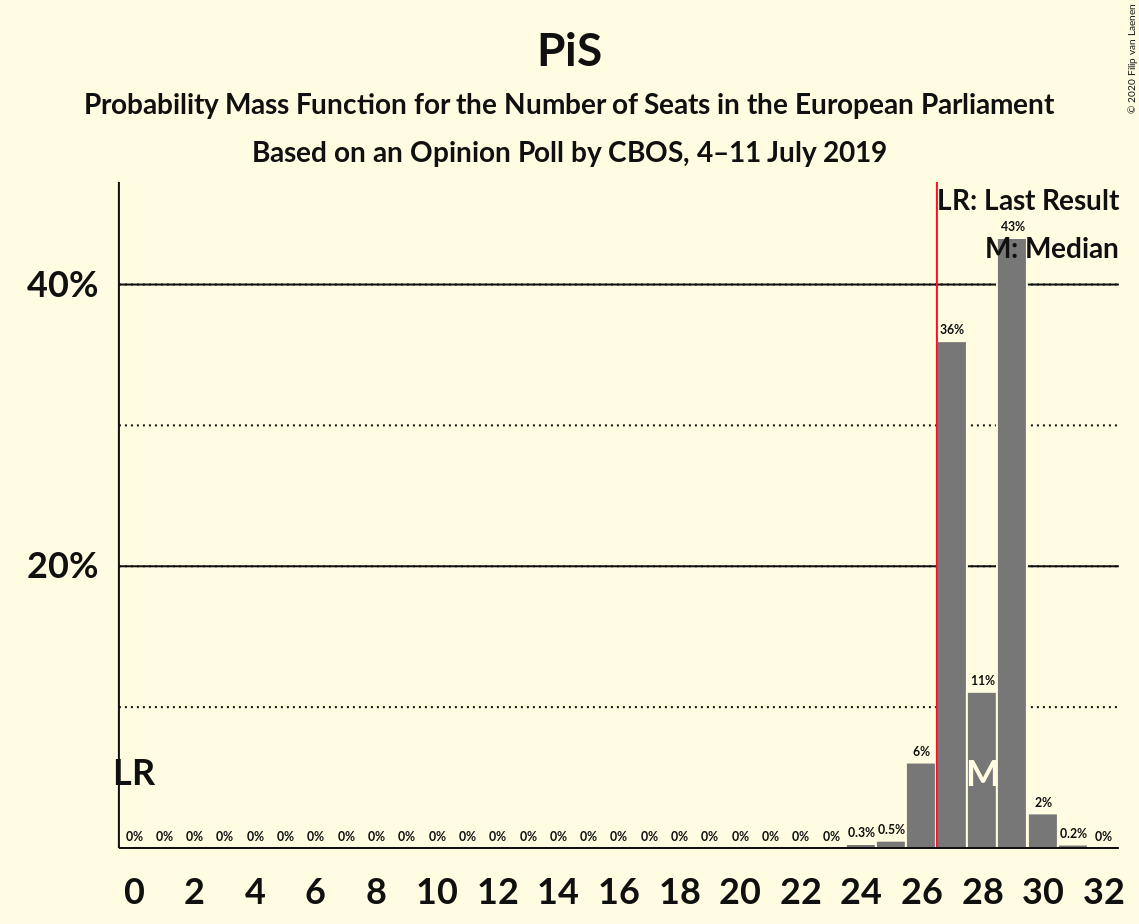 PiS
Probability Mass Function for the Number of Seats in the European Parliament
Based on an Opinion Poll by CBOS, 4–11 July 2019
© 2020 Filip van Laenen
LR: Last Result
M: Median
43%
40%
36%
20%
11%
6%
LR
M
2%
0% 0% 0% 0% 0% 0% 0% 0% 0% 0% 0% 0% 0% 0% 0% 0% 0% 0% 0% 0% 0% 0% 0% 0% 0.3% 0.5% 0.2% 0%
0 2 4 6 8 10 12 14 16 18 20 22 24 26 28 30 32